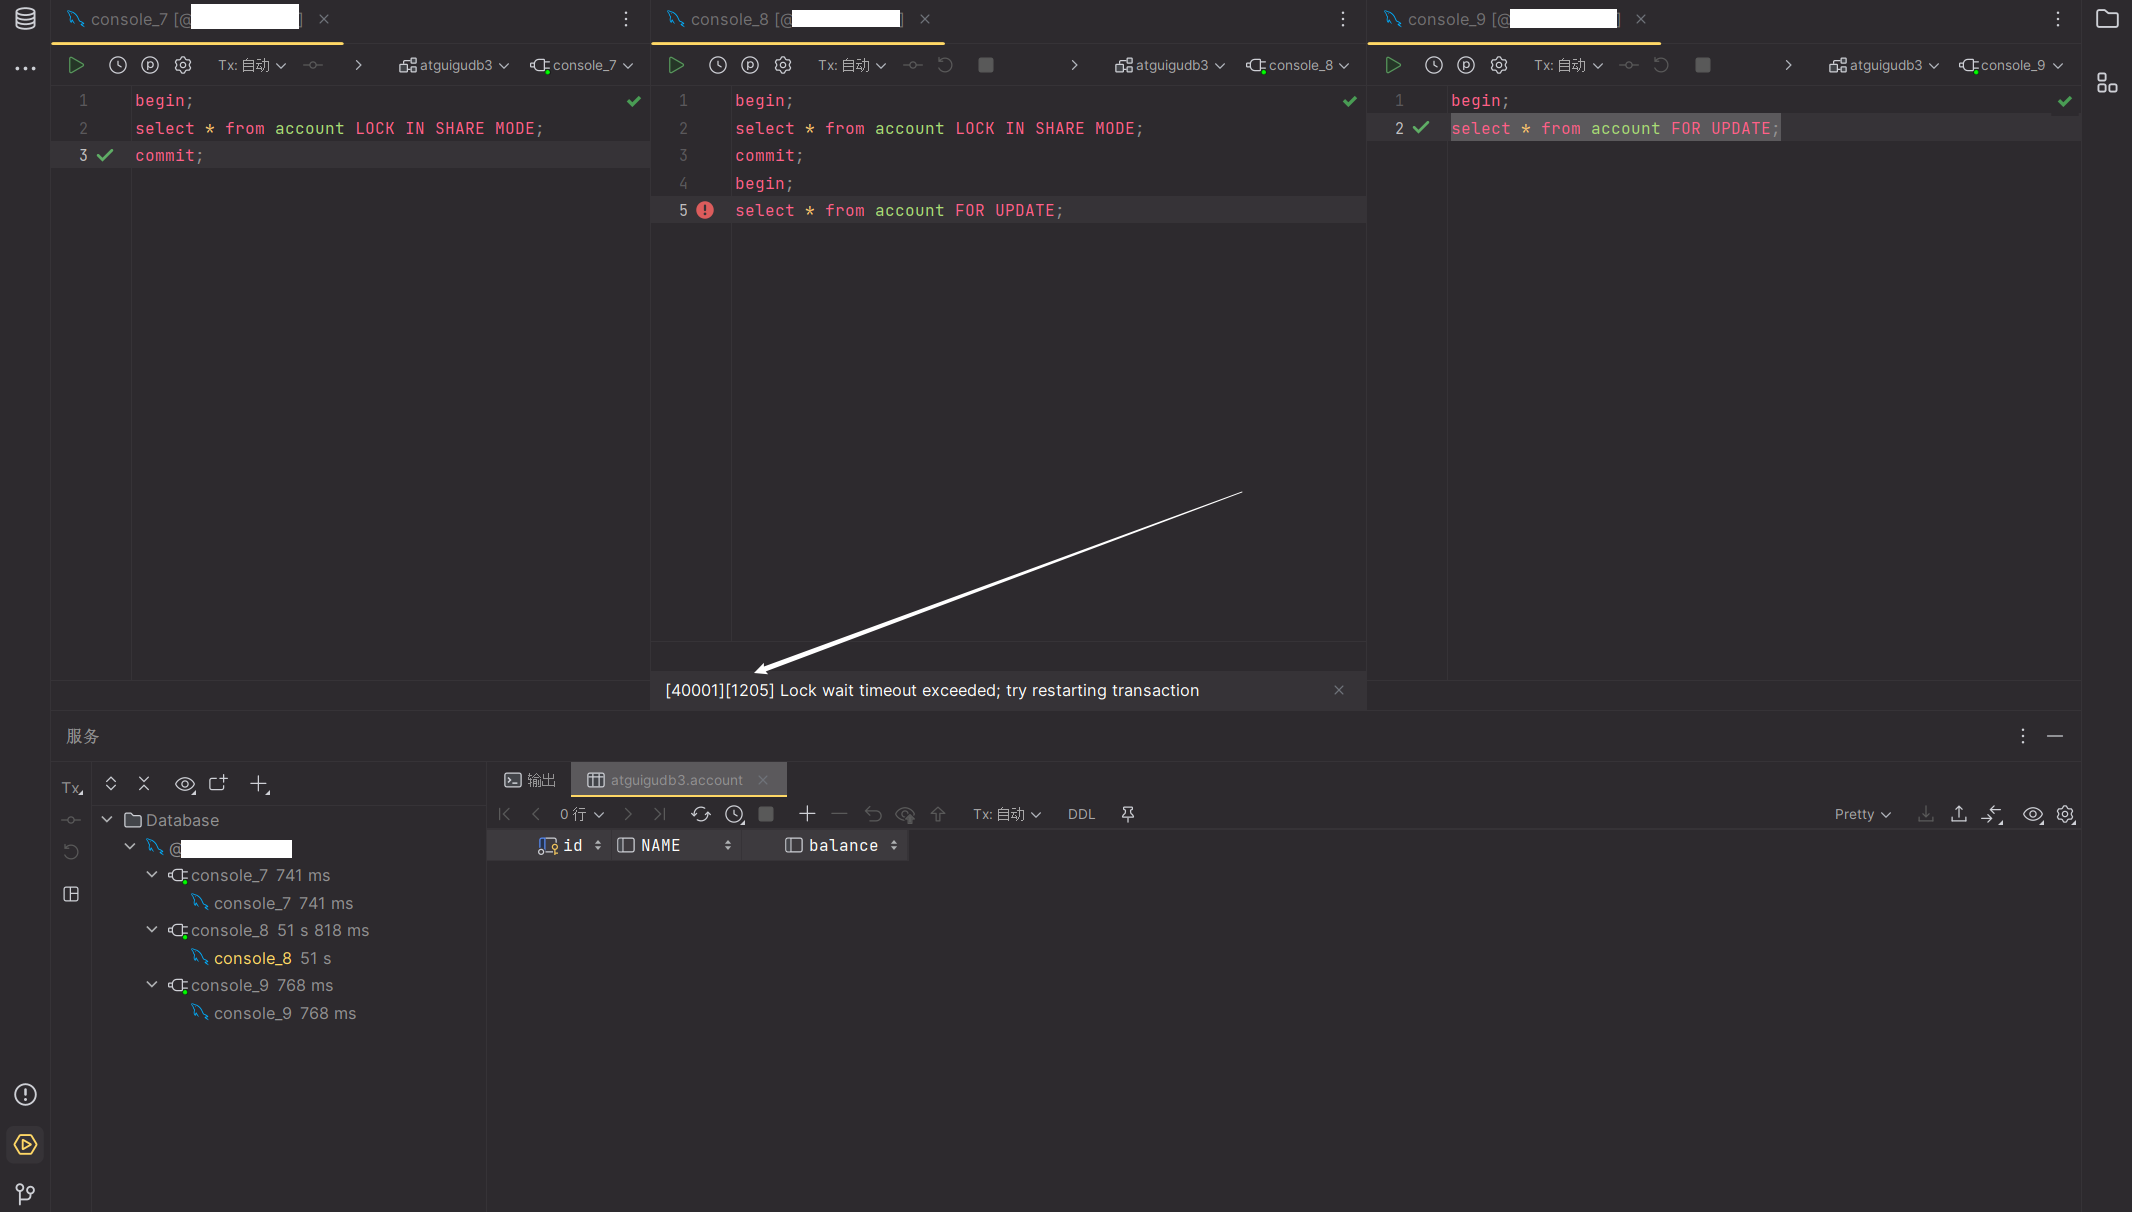 console_7 [@ ]
Tx: 自动
atguigudb3
console_7
1 begin;
2 select * from account LOCK IN SHARE MODE;
3 commit;
console_8 [@ ]
Tx: 自动
atguigudb3
console_8
1 begin;
2 select * from account LOCK IN SHARE MODE;
3 commit;
4 begin;
5 select * from account FOR UPDATE;
[40001][1205] Lock wait timeout exceeded; try restarting transaction
console_9 [@ ]
Tx: 自动
atguigudb3
console_9
1 begin;
2 select * from account FOR UPDATE;
服务
Tx
Database
@
console_7 741 ms
console_7 741 ms
console_8 51 s 818 ms
console_8 51 s
console_9 768 ms
console_9 768 ms
输出
atguigudb3.account
0 行
Tx: 自动
DDL
Pretty
id
NAME
balance